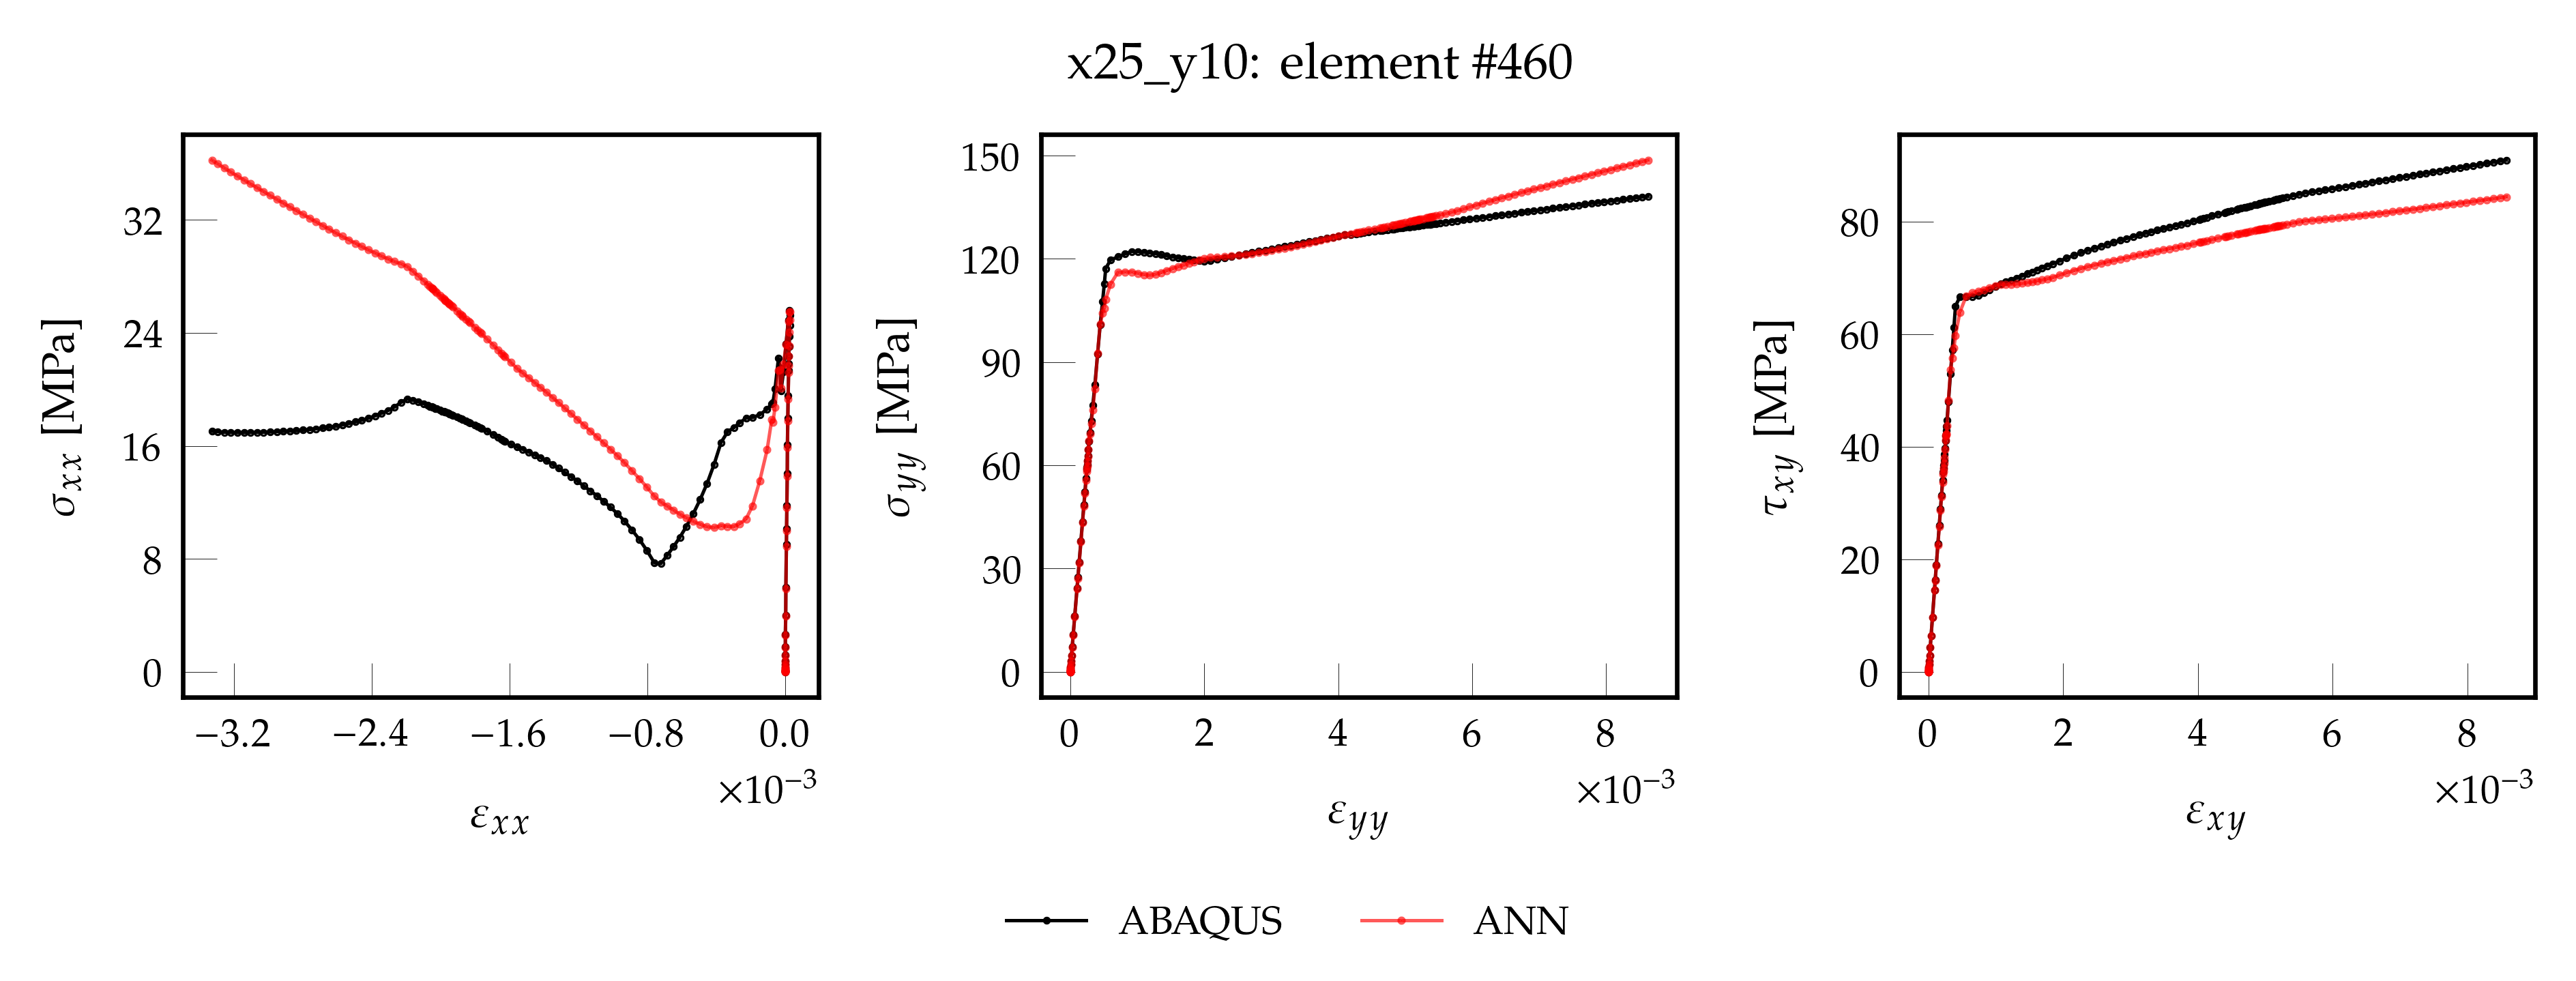 x25_y10: element #460
σxx [MPa]
32
24
16
8
0
−3.2 −2.4 −1.6 −0.8 0.0
×10−3
εxx
σyy [MPa]
150
120
90
60
30
0
0 2 4 6 8
×10−3
εyy
τxy [MPa]
80
60
40
20
0
0 2 4 6 8
×10−3
εxy
ABAQUS ANN